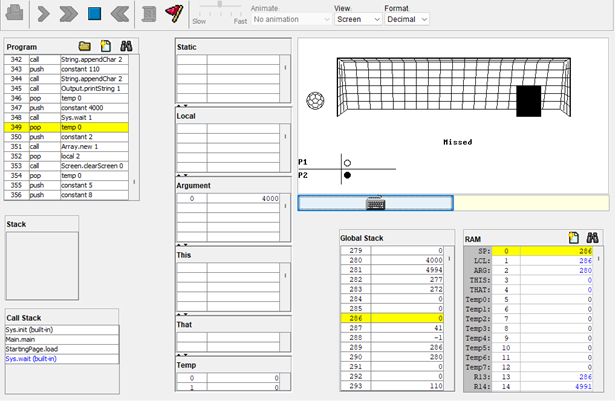 Slow Fast
Animate:
No animation
View:
Screen
Format:
Decimal
Program
342 call String.appendChar 2
343 push constant 110
344 call String.appendChar 2
345 call Output.printString 1
346 pop temp 0
347 push constant 4000
348 call Sys.wait 1
349 pop temp 0
350 push constant 2
351 call Array.new 1
352 pop local 2
353 call Screen.clearScreen 0
354 pop temp 0
355 push constant 5
356 push constant 8
Stack
Call Stack
Sys.init (built-in)
Main.main
StartingPage.load
Sys.wait (built-in)
Static
Local
Argument
0 4000
This
That
Temp
0 0
1 0
Missed
P1
P2
Global Stack
279 0
280 4000
281 4994
282 277
283 272
284 0
285 0
286 0
287 41
288 -1
289 286
290 280
291 0
292 0
293 110
RAM
SP: 0 286
LCL: 1 286
ARG: 2 280
THIS: 3 0
THAT: 4 0
Temp0: 5 0
Temp1: 6 0
Temp2: 7 0
Temp3: 8 0
Temp4: 9 0
Temp5: 10 0
Temp6: 11 0
Temp7: 12 0
R13: 13 286
R14: 14 4991